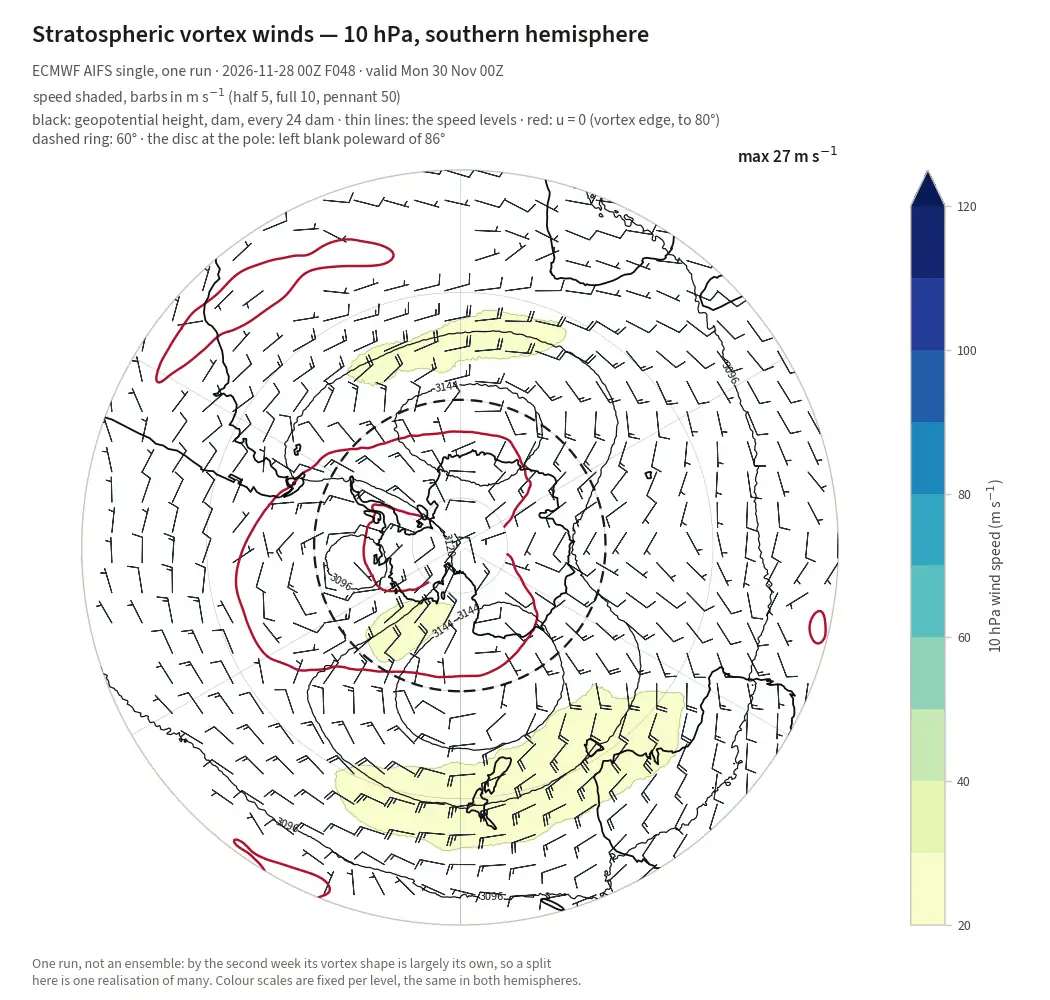 Stratospheric vortex winds — 10 hPa, southern hemisphere
ECMWF AIFS single, one run · 2026-11-28 00Z F048 · valid Mon 30 Nov 00Z
speed shaded, barbs in m s⁻¹ (half 5, full 10, pennant 50)
black: geopotential height, dam, every 24 dam · thin lines: the speed levels · red: u = 0 (vortex edge, to 80°)
dashed ring: 60° · the disc at the pole: left blank poleward of 86°
max 27 m s⁻¹
120
100
80
60
40
20
10 hPa wind speed (m s⁻¹)
3096
3144
3120
3096
3144
3144
3096
3096
One run, not an ensemble: by the second week its vortex shape is largely its own, so a split
here is one realisation of many. Colour scales are fixed per level, the same in both hemispheres.